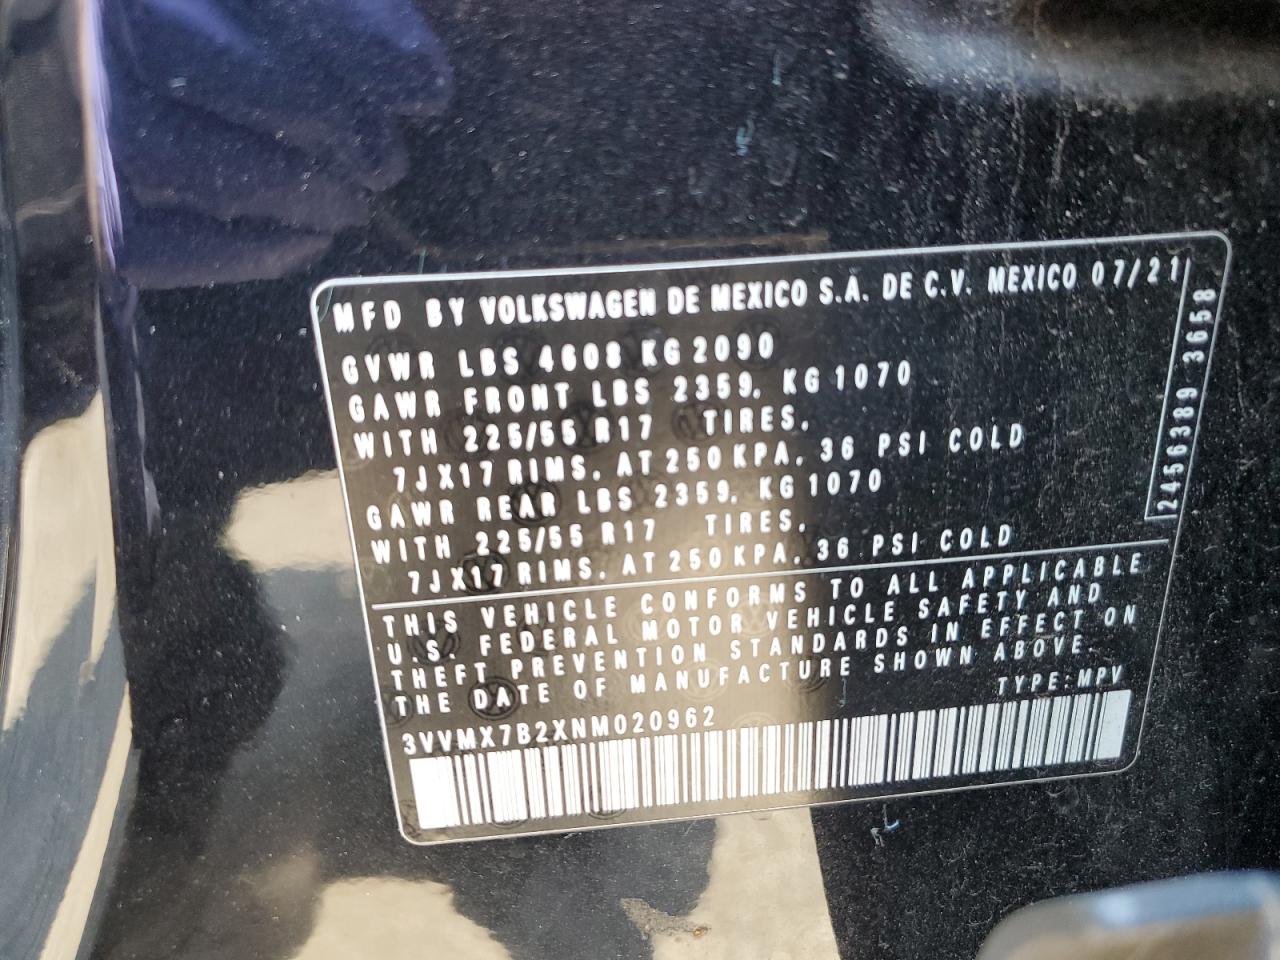 MFD BY VOLKSWAGEN DE MEXICO S.A. DE C.V. MEXICO 07/21
GVWR LBS 4608 KG 2090
GAWR FRONT LBS 2359, KG 1070
WITH 225/55 R17 TIRES,
7JX17 RIMS, AT 250 KPA, 36 PSI COLD
GAWR REAR LBS 2359, KG 1070
WITH 225/55 R17 TIRES,
7JX17 RIMS, AT 250 KPA, 36 PSI COLD
2456389 3658
THIS VEHICLE CONFORMS TO ALL APPLICABLE
U.S. FEDERAL MOTOR VEHICLE SAFETY AND
THEFT PREVENTION STANDARDS IN EFFECT ON
THE DATE OF MANUFACTURE SHOWN ABOVE.
TYPE:MPV
3VVMX7B2XNM020962